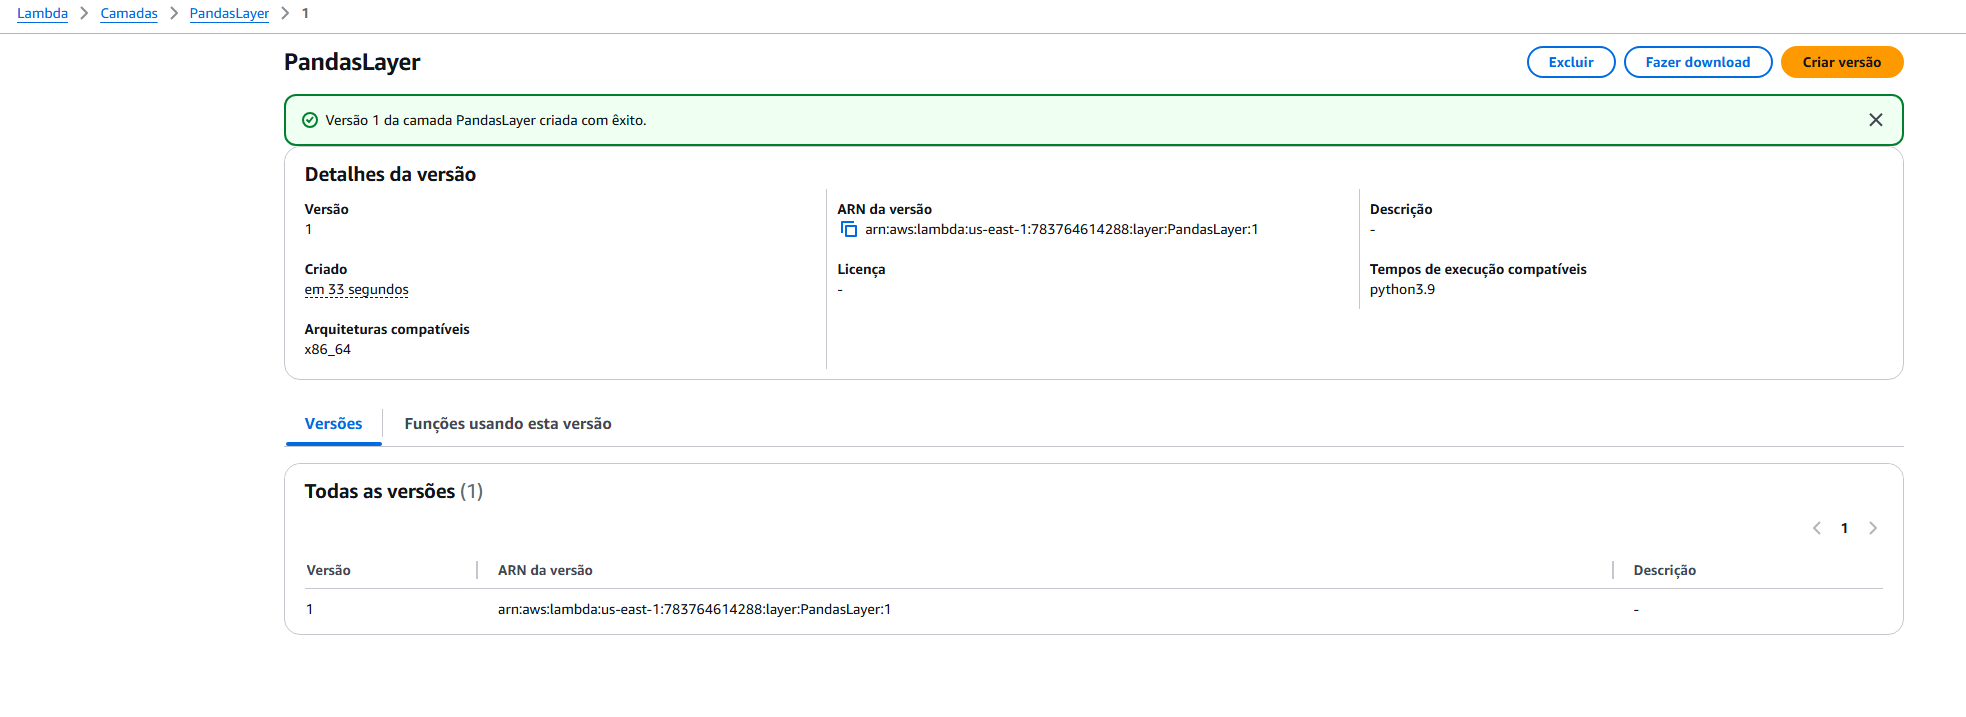 Lambda > Camadas > PandasLayer > 1
PandasLayer
Excluir Fazer download Criar versão
Versão 1 da camada PandasLayer criada com êxito.
Detalhes da versão
Versão
1
ARN da versão
arn:aws:lambda:us-east-1:783764614288:layer:PandasLayer:1
Descrição
-
Criado
em 33 segundos
Licença
-
Tempos de execução compatíveis
python3.9
Arquiteturas compatíveis
x86_64
Versões Funções usando esta versão
Todas as versões (1)
< 1 >
Versão ARN da versão Descrição
1 arn:aws:lambda:us-east-1:783764614288:layer:PandasLayer:1 -